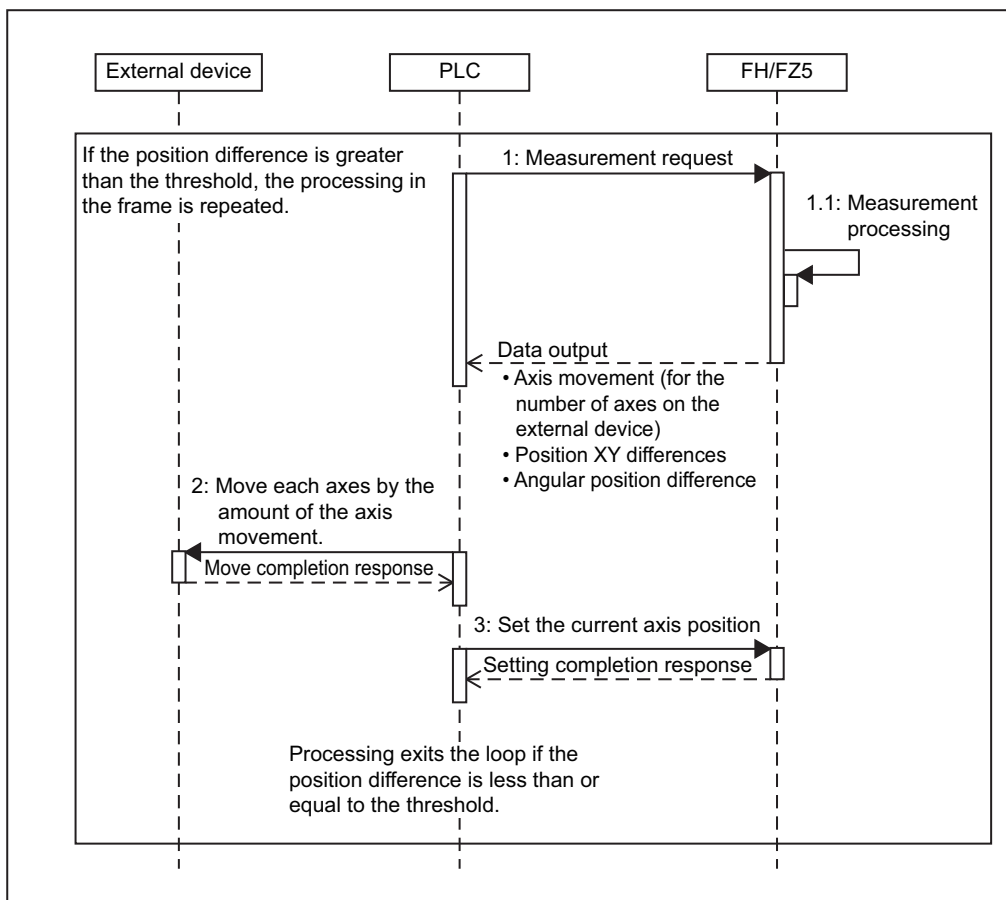 External device
PLC
FH/FZ5
If the position difference is greater
than the threshold, the processing in
the frame is repeated.
1: Measurement request
1.1: Measurement
processing
Data output
• Axis movement (for the
number of axes on the
external device)
• Position XY differences
• Angular position difference
2: Move each axes by the
amount of the axis
movement.
Move completion response
3: Set the current axis position
Setting completion response
Processing exits the loop if the
position difference is less than or
equal to the threshold.